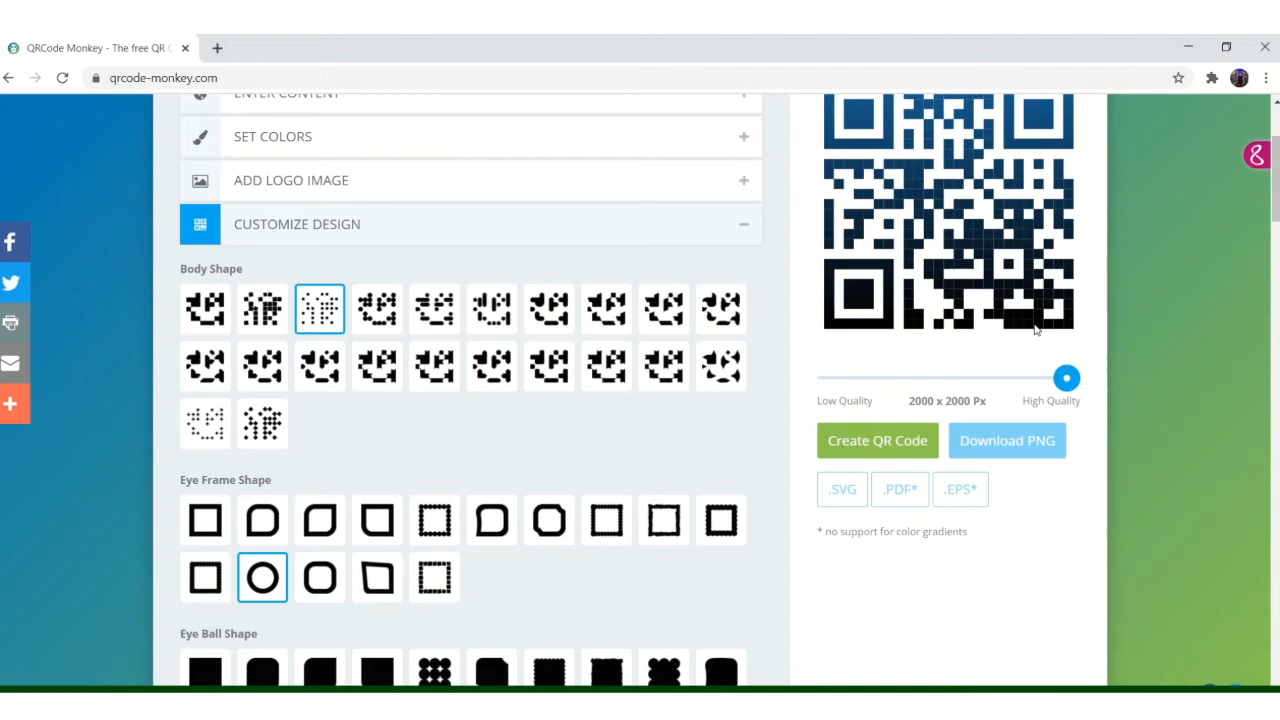 QRCode Monkey - The free QR C
qrcode-monkey.com
ENTER CONTENT
SET COLORS
ADD LOGO IMAGE
CUSTOMIZE DESIGN
Body Shape
Eye Frame Shape
Eye Ball Shape
Low Quality
2000 x 2000 Px
High Quality
Create QR Code
Download PNG
.SVG
.PDF*
.EPS*
* no support for color gradients